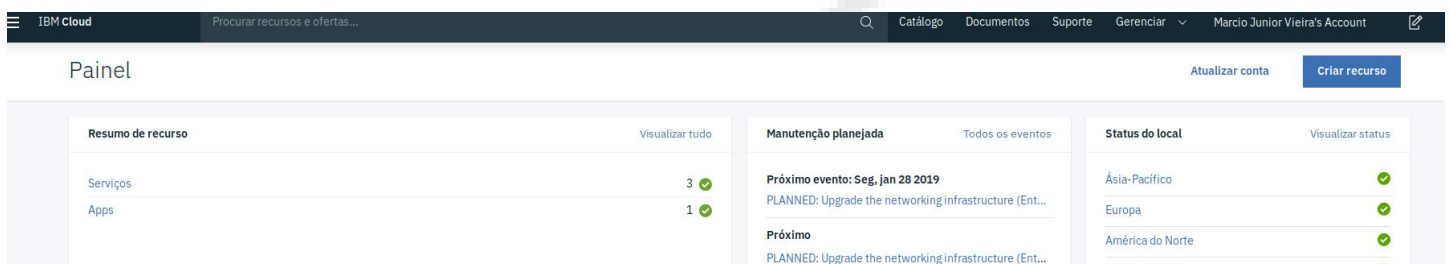 IBM Cloud Procurar recursos e ofertas... Catálogo Documentos Suporte Gerenciar Marcio Junior Vieira's Account
Painel Atualizar conta Criar recurso
Resumo de recurso Visualizar tudo
Serviços 3
Apps 1
Manutenção planejada Todos os eventos
Próximo evento: Seg, jan 28 2019
PLANNED: Upgrade the networking infrastructure (Ent...
Próximo
PLANNED: Upgrade the networking infrastructure (Ent...
Status do local Visualizar status
Ásia-Pacífico
Europa
América do Norte